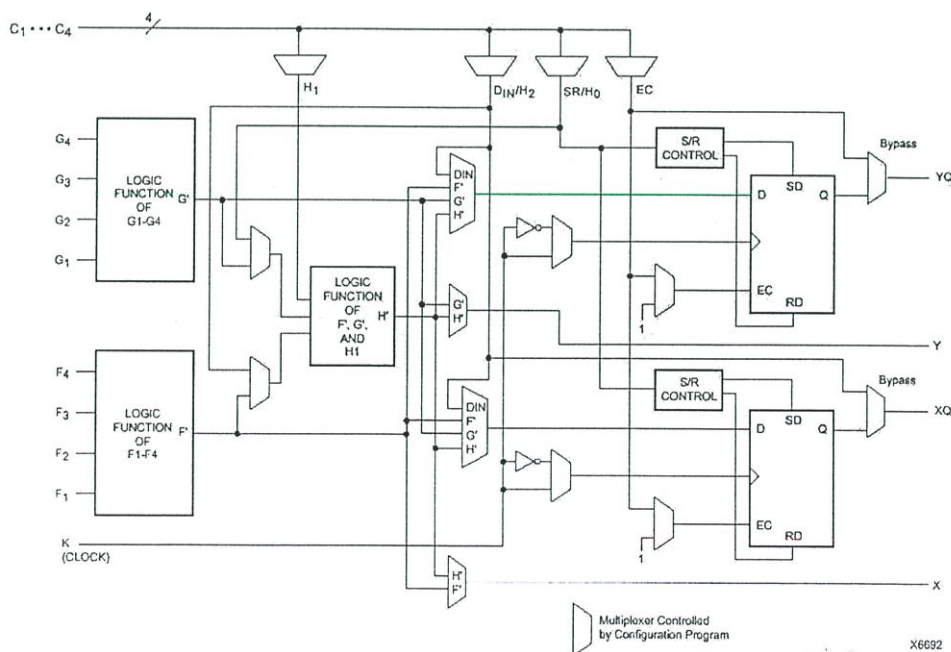 C1 ••• C4
4
H1
DIN/H2
SR/H0
EC
G4
G3
G2
G1
LOGIC
FUNCTION
OF
G1-G4
G'
DIN
F'
G'
H'
S/R
CONTROL
Bypass
D
SD
Q
YQ
EC
RD
1
LOGIC
FUNCTION
OF
F', G',
AND
H1
H'
G'
H'
Y
F4
F3
F2
F1
LOGIC
FUNCTION
OF
F1-F4
F'
DIN
F'
G'
H'
S/R
CONTROL
Bypass
D
SD
Q
XQ
EC
RD
1
K
(CLOCK)
H'
F'
X
Multiplexer Controlled
by Configuration Program
X6692